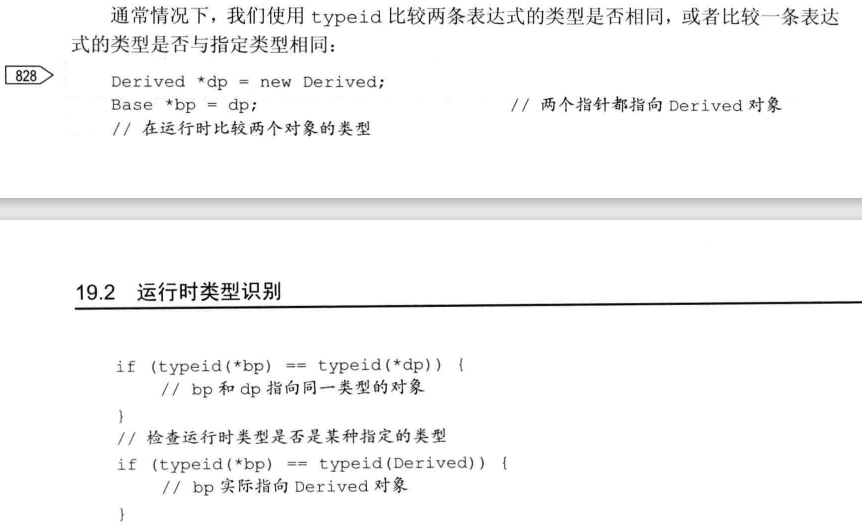 通常情况下，我们使用 typeid 比较两条表达式的类型是否相同，或者比较一条表达
式的类型是否与指定类型相同：
828
Derived *dp = new Derived;
Base *bp = dp; // 两个指针都指向 Derived 对象
// 在运行时比较两个对象的类型
19.2 运行时类型识别
if (typeid(*bp) == typeid(*dp)) {
// bp 和 dp 指向同一类型的对象
}
// 检查运行时类型是否是某种指定的类型
if (typeid(*bp) == typeid(Derived)) {
// bp 实际指向 Derived 对象
}